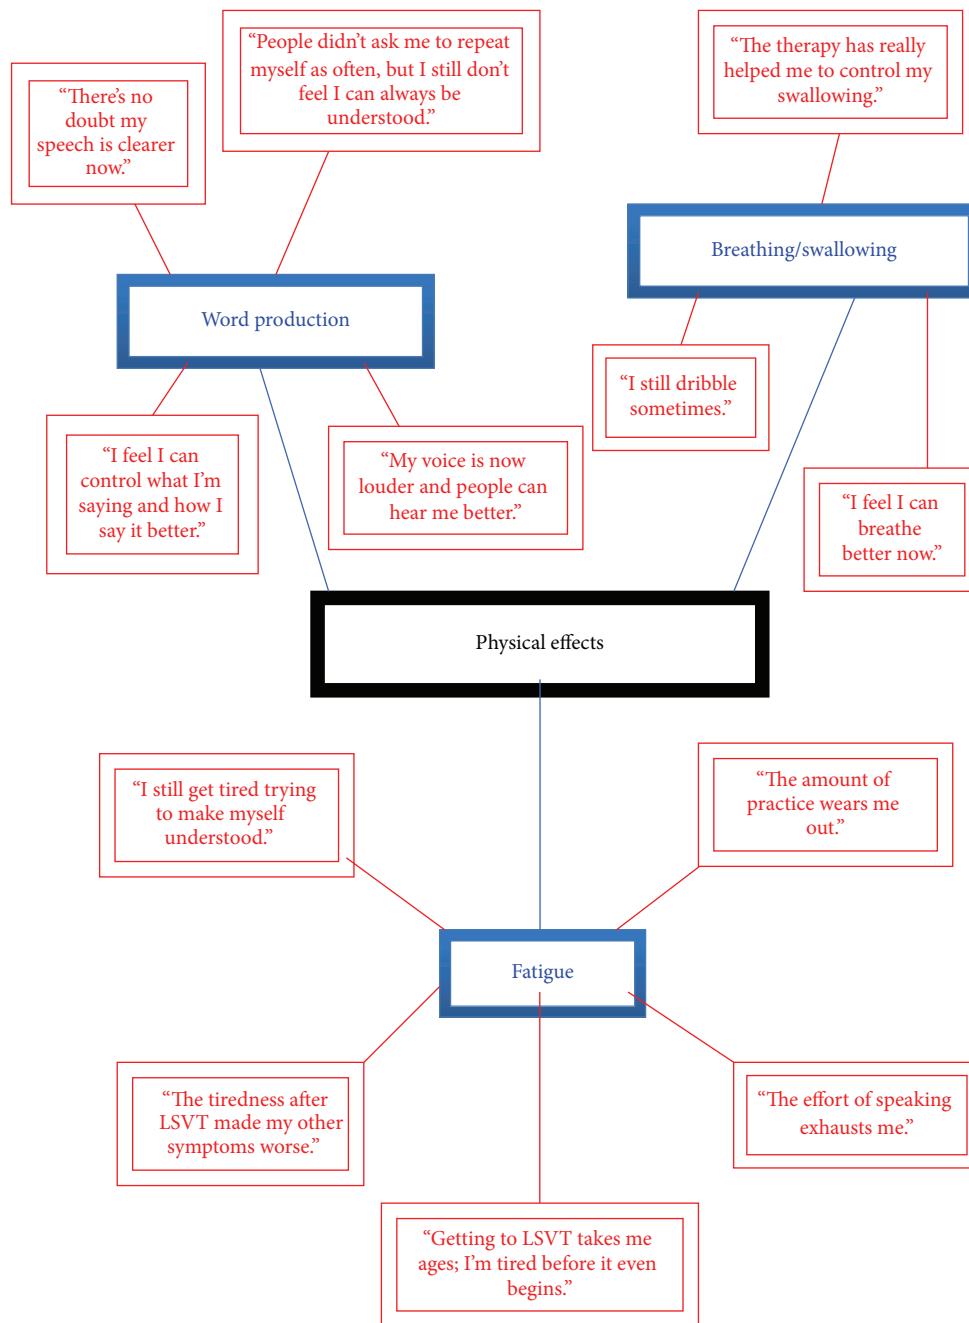 “People didn’t ask me to repeat
myself as often, but I still don’t
feel I can always be
understood.”
“The therapy has really
helped me to control my
swallowing.”
“There’s no
doubt my
speech is clearer
now.”
Breathing/swallowing
Word production
“I still dribble
sometimes.”
“I feel I can
control what I’m
saying and how I
say it better.”
“My voice is now
louder and people can
hear me better.”
“I feel I can
breathe
better now.”
Physical effects
“I still get tired trying
to make myself
understood.”
“The amount of
practice wears me
out.”
Fatigue
“The tiredness after
LSVT made my other
symptoms worse.”
“The effort of speaking
exhausts me.”
“Getting to LSVT takes me
ages; I’m tired before it even
begins.”